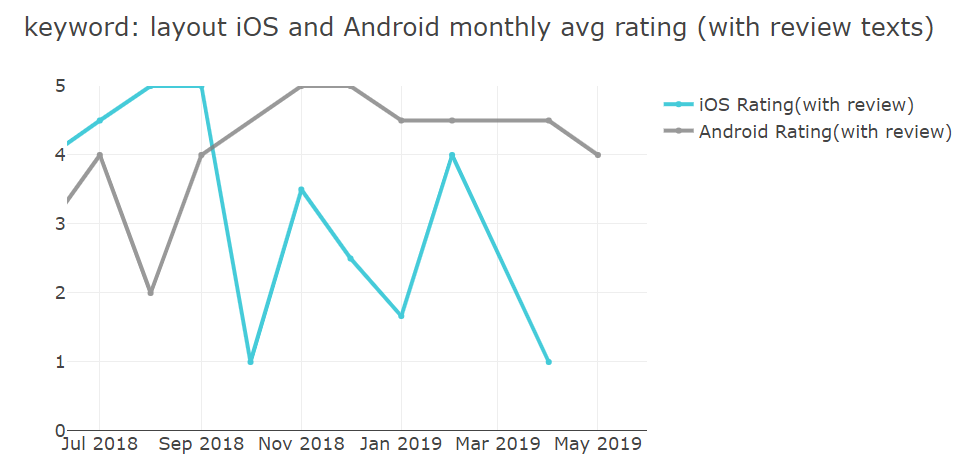 keyword: layout iOS and Android monthly avg rating (with review texts)
5
4
3
2
1
0
Jul 2018 Sep 2018 Nov 2018 Jan 2019 Mar 2019 May 2019
iOS Rating(with review)
Android Rating(with review)